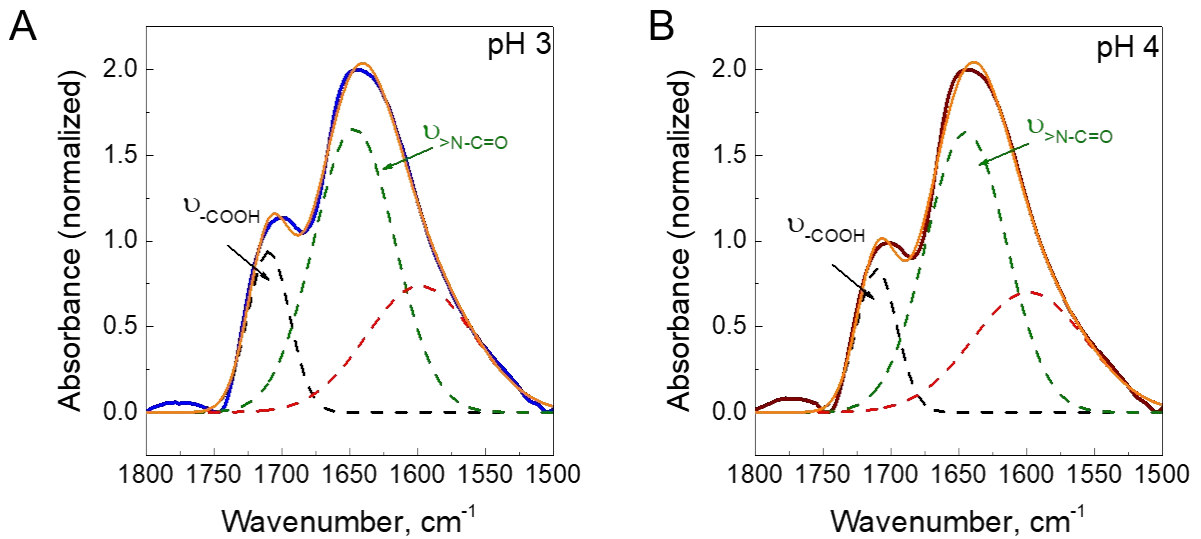 A
pH 3
Absorbance (normalized)
2.0
1.5
1.0
0.5
0.0
υ-COOH
υ>N-C=O
1800 1750 1700 1650 1600 1550 1500
Wavenumber, cm-1
B
pH 4
Absorbance (normalized)
2.0
1.5
1.0
0.5
0.0
υ-COOH
υ>N-C=O
1800 1750 1700 1650 1600 1550 1500
Wavenumber, cm-1